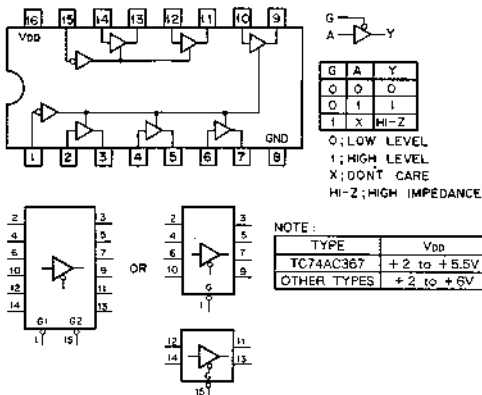 16 15 14 13 12 11 10 9
VDD
GND
1 2 3 4 5 6 7 8
G
A Y
G A Y
0 0 0
0 1 1
1 X HI-Z
0; LOW LEVEL
1; HIGH LEVEL
X; DONT CARE
HI-Z; HIGH IMPEDANCE
2 3
4 5
6 7
10 9
12 11
14 13
G1 G2
1 15
OR
2 3
4 5
6 7
10 9
G
1
12 11
14 13
G
15
NOTE:
TYPE VDD
TC74AC367 +2 to +5.5V
OTHER TYPES +2 to +6V